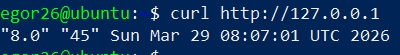 egor26@ubuntu:~$ curl http://127.0.0.1
"8.0" "45" Sun Mar 29 08:07:01 UTC 2026